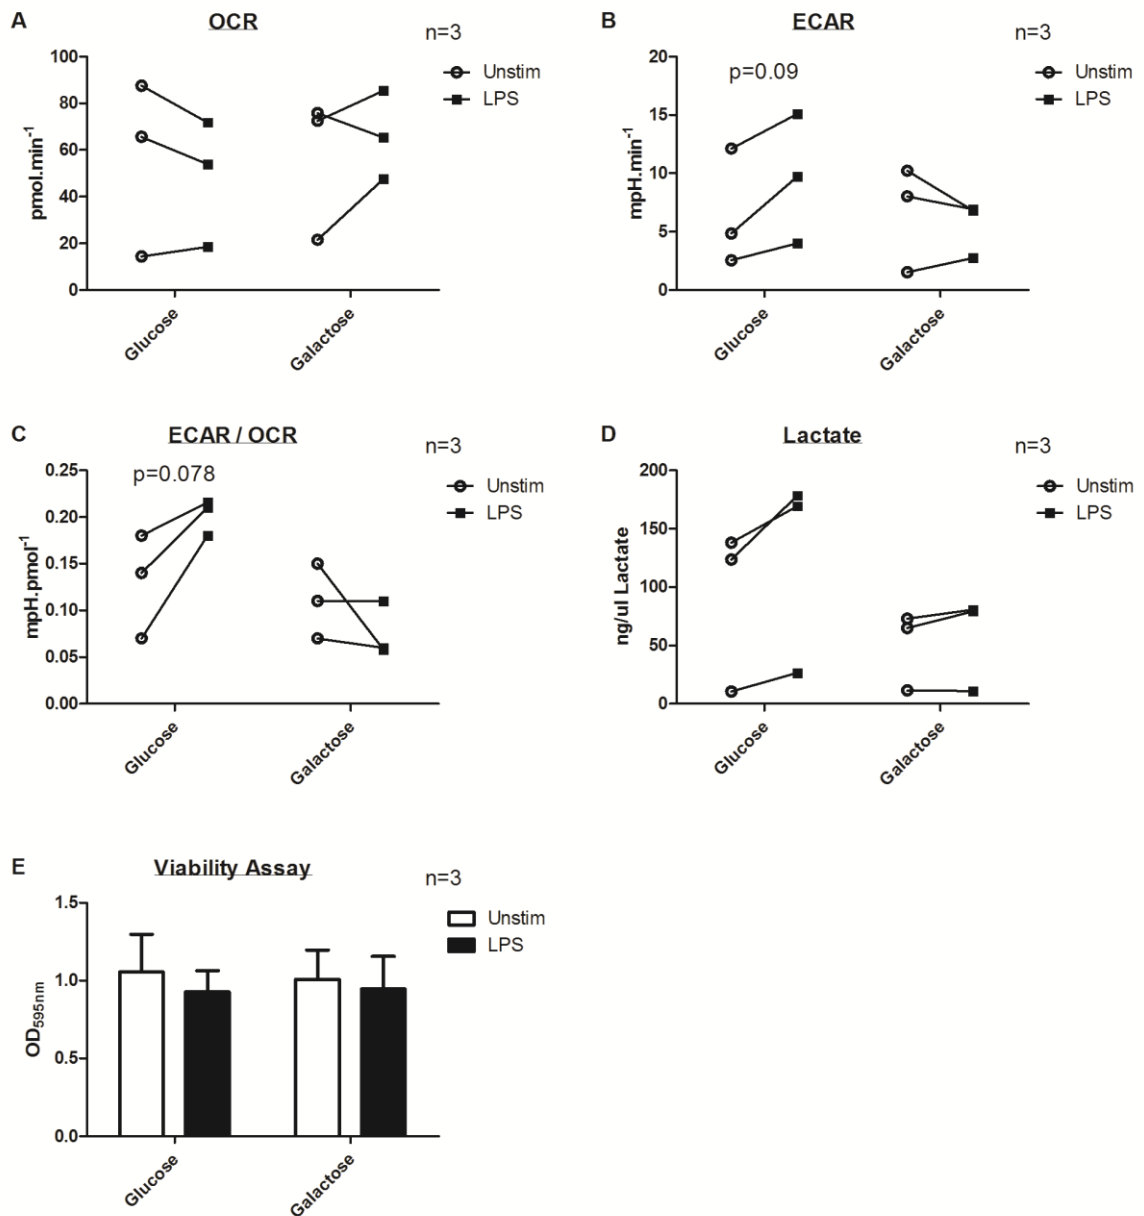 A
OCR
n=3
Unstim
LPS
100
80
60
40
20
0
pmol.min⁻¹
Glucose
Galactose
B
ECAR
n=3
Unstim
LPS
p=0.09
20
15
10
5
0
mpH.min⁻¹
Glucose
Galactose
C
ECAR / OCR
n=3
Unstim
LPS
p=0.078
0.25
0.20
0.15
0.10
0.05
0.00
mpH.pmol⁻¹
Glucose
Galactose
D
Lactate
n=3
Unstim
LPS
200
150
100
50
0
ng/ul Lactate
Glucose
Galactose
E
Viability Assay
n=3
Unstim
LPS
1.5
1.0
0.5
0.0
OD595nm
Glucose
Galactose